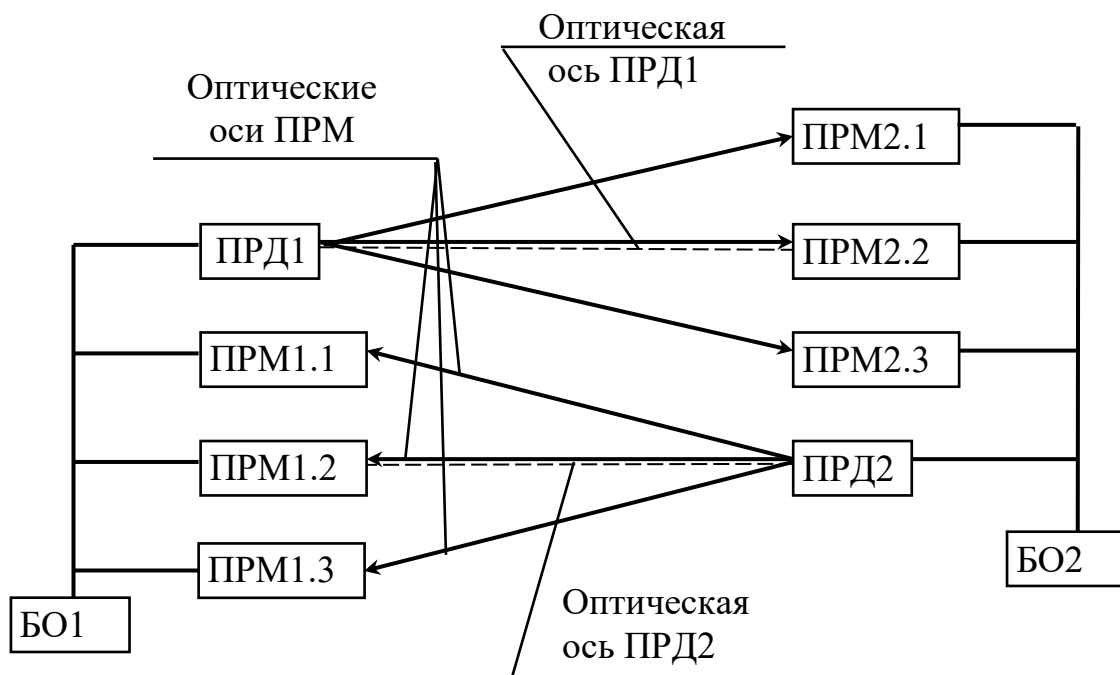 Оптическая
ось ПРД1
Оптические
оси ПРМ
ПРМ2.1
ПРД1
ПРМ2.2
ПРМ1.1
ПРМ2.3
ПРМ1.2
ПРД2
ПРМ1.3
БО2
БО1
Оптическая
ось ПРД2